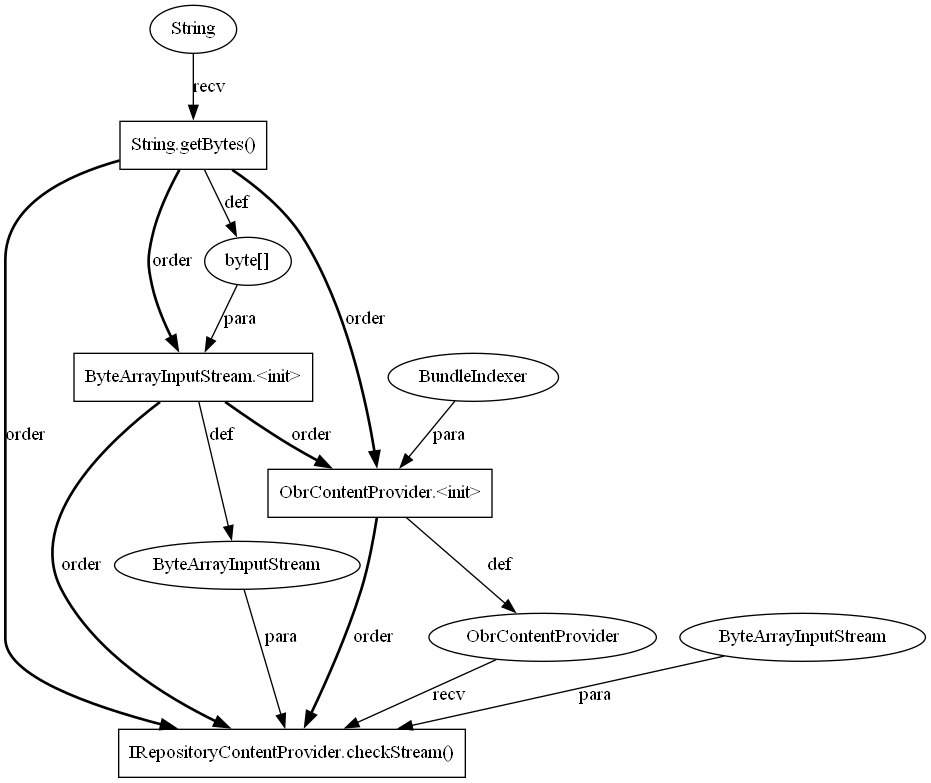 String
recv
String.getBytes()
def
order
byte[]
para
order
ByteArrayInputStream.<init>
BundleIndexer
order
def
order
para
ObrContentProvider.<init>
order
ByteArrayInputStream
def
para
order
ObrContentProvider
ByteArrayInputStream
recv
para
IRepositoryContentProvider.checkStream()